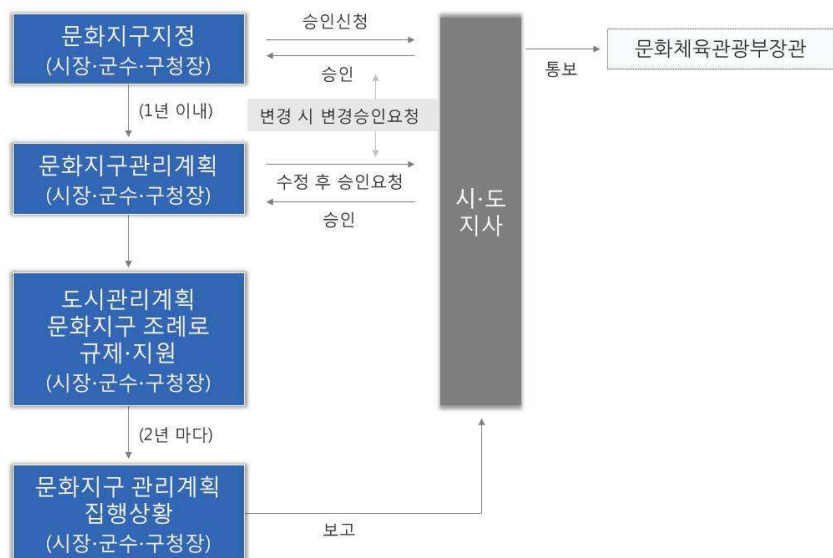 문화지구지정
(시장·군수·구청장)
승인신청
승인
통보
문화체육관광부장관
(1년 이내)
변경 시 변경승인요청
문화지구관리계획
(시장·군수·구청장)
수정 후 승인요청
승인
시·도
지사
도시관리계획
문화지구 조례로
규제·지원
(시장·군수·구청장)
(2년 마다)
문화지구 관리계획
집행상황
(시장·군수·구청장)
보고